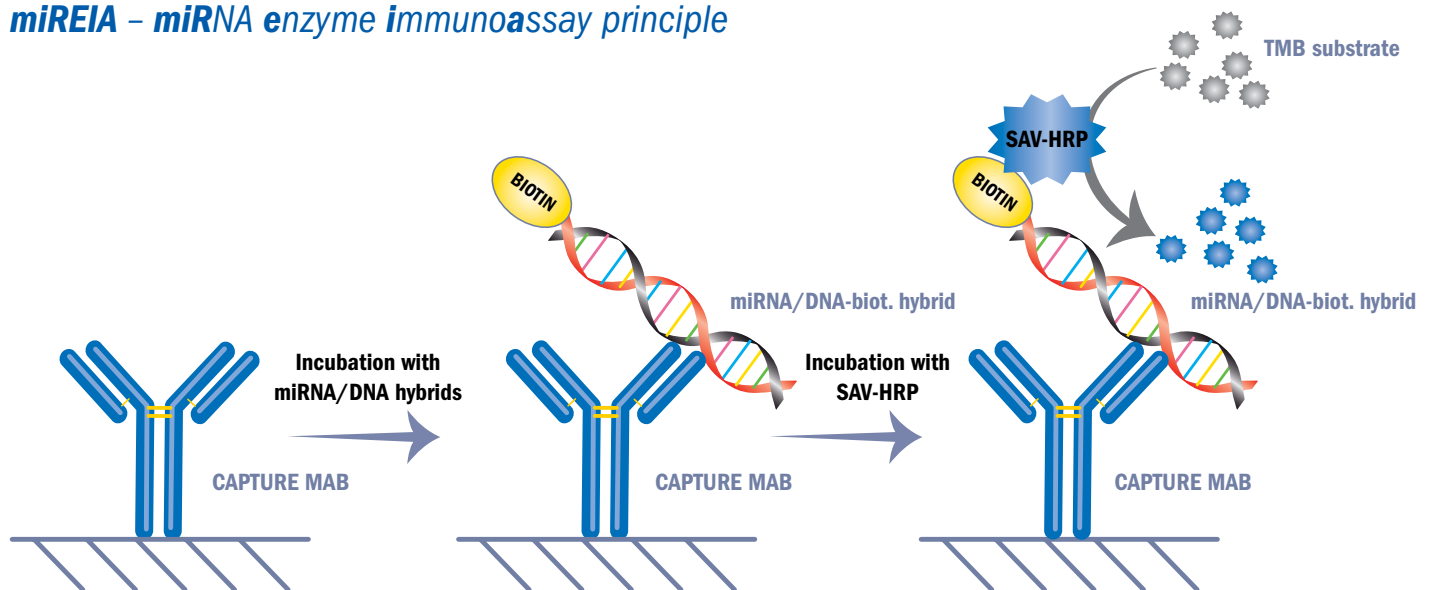 miREIA – miRNA enzyme immunoassay principle
TMB substrate
SAV-HRP
BIOTIN
BIOTIN
miRNA/DNA-biot. hybrid
miRNA/DNA-biot. hybrid
Incubation with
miRNA/DNA hybrids
Incubation with
SAV-HRP
CAPTURE MAB
CAPTURE MAB
CAPTURE MAB